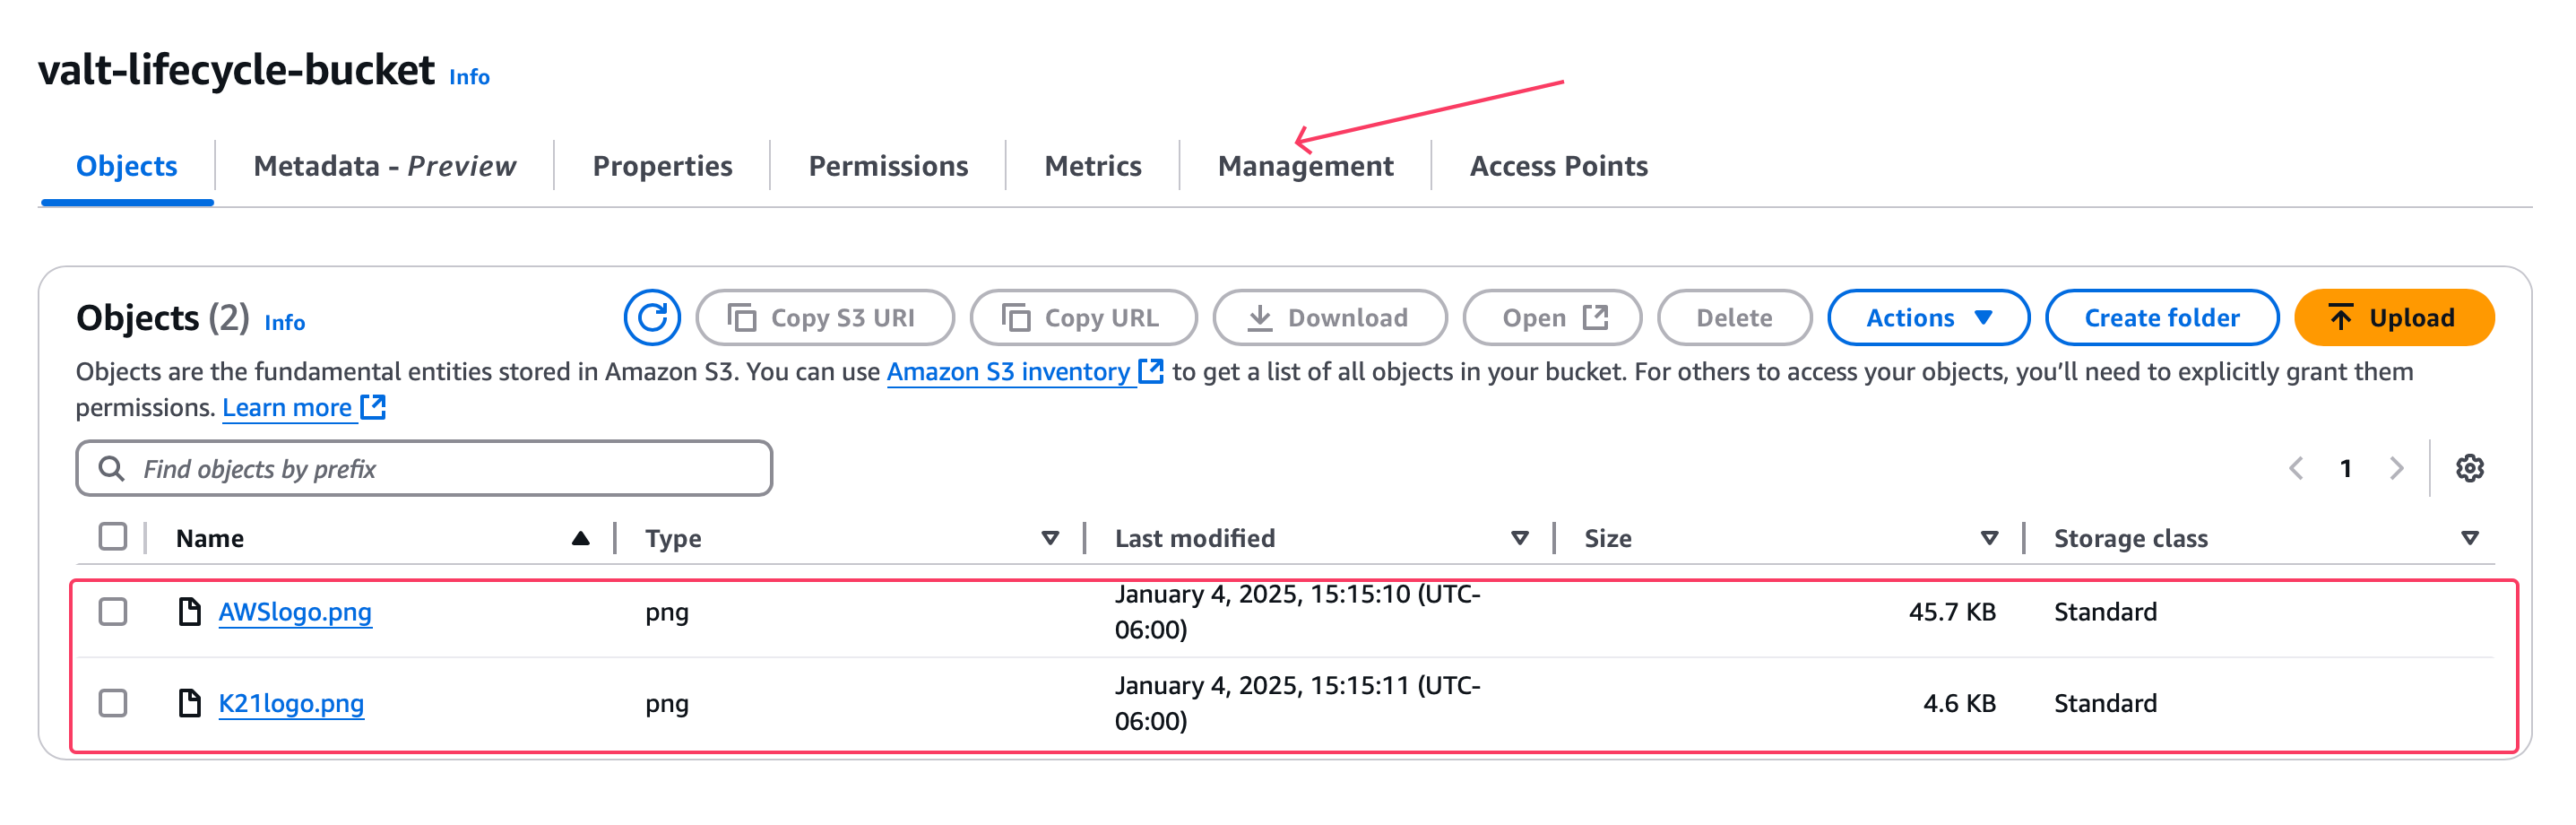 valt-lifecycle-bucket Info
Objects Metadata - Preview Properties Permissions Metrics Management Access Points
Objects (2) Info Copy S3 URI Copy URL Download Open Delete Actions Create folder Upload
Objects are the fundamental entities stored in Amazon S3. You can use Amazon S3 inventory to get a list of all objects in your bucket. For others to access your objects, you’ll need to explicitly grant them
permissions. Learn more
Find objects by prefix 1
Name Type Last modified Size Storage class
AWSlogo.png png January 4, 2025, 15:15:10 (UTC-
06:00) 45.7 KB Standard
K21logo.png png January 4, 2025, 15:15:11 (UTC-
06:00) 4.6 KB Standard